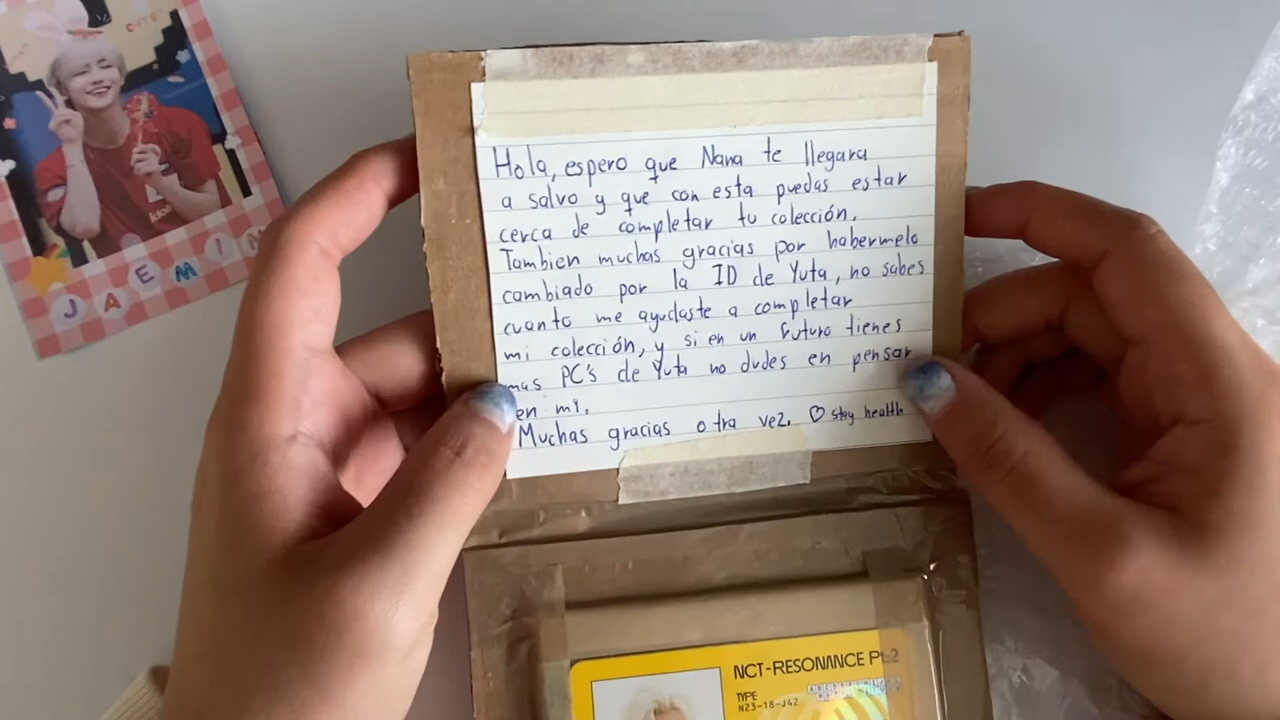 CUTE
JAEMIN
Hola, espero que Nana te llegara
a salvo y que con esta puedas estar
cerca de completar tu colección.
Tambien muchas gracias por habermelo
cambiado por la ID de Yuta, no sabes
cuanto me ayudaste a completar
mi colección, y si en un futuro tienes
mas PC's de Yuta no dudes en pensar
en mi.
Muchas gracias otra vez. ♡ stay health
NCT-RESONANCE Pt.2
TYPE
N23-18-J42